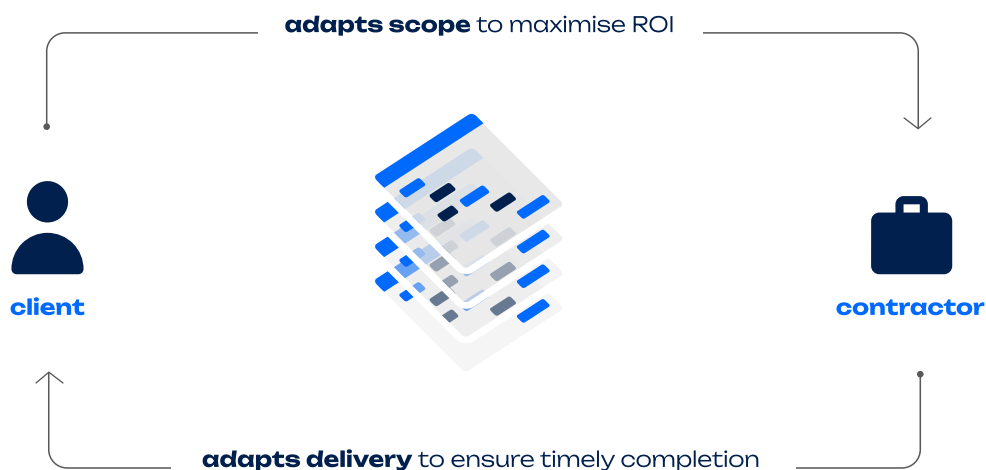 adapts scope to maximise ROI
client
contractor
adapts delivery to ensure timely completion